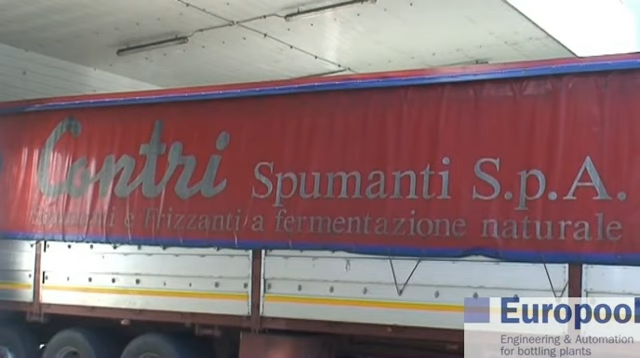 Contri Spumanti S.p.A.
Spumanti e Frizzanti a fermentazione naturale
Europool
Engineering & Automation
for bottling plants